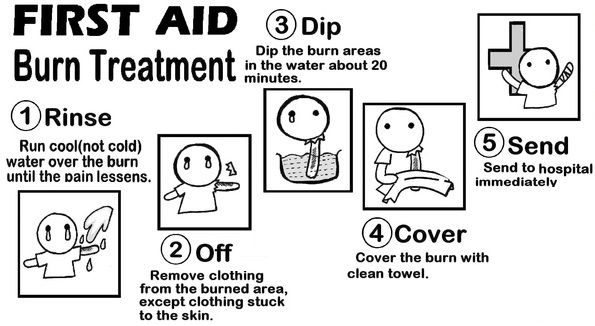 FIRST AID
Burn Treatment
1 Rinse
Run cool(not cold)
water over the burn
until the pain lessens.
2 Off
Remove clothing
from the burned area,
except clothing stuck
to the skin.
3 Dip
Dip the burn areas
in the water about 20
minutes.
4 Cover
Cover the burn with
clean towel.
5 Send
Send to hospital
immediately